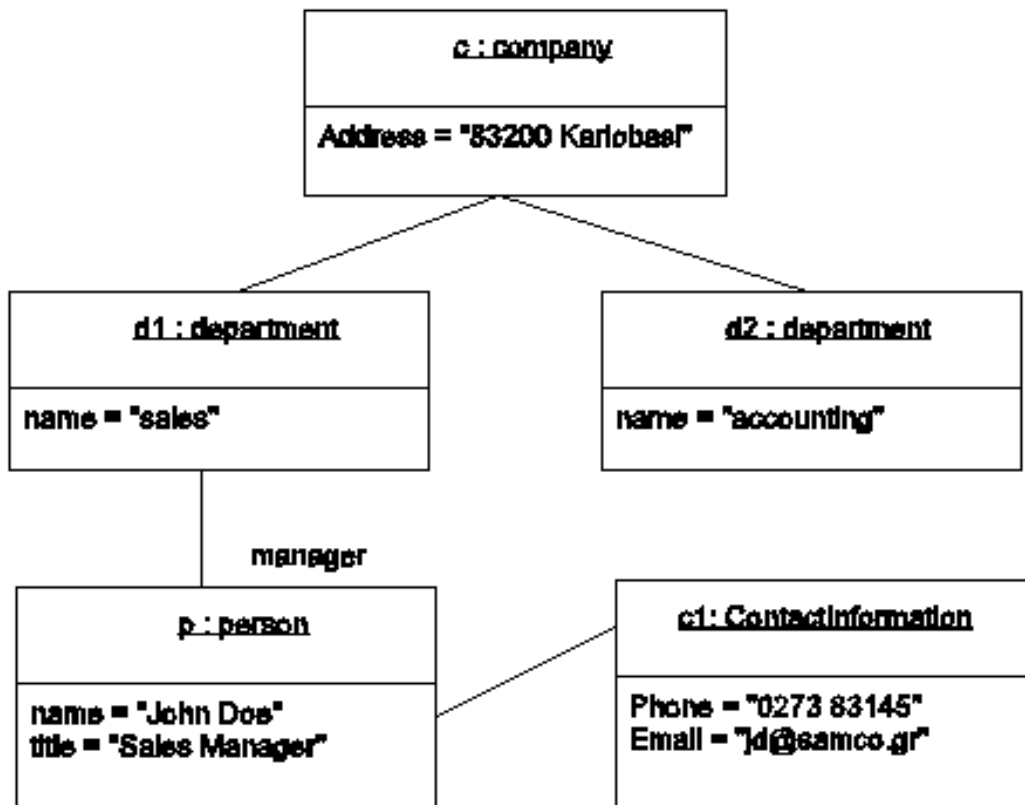 c : company
Address = "83200 Karlobasi"
d1 : department
d2 : department
name = "sales"
name = "accounting"
manager
p : person
c1: ContactInformation
name = "John Doe"
title = "Sales Manager"
Phone = "0273 83145"
Email = "jd@samco.gr"